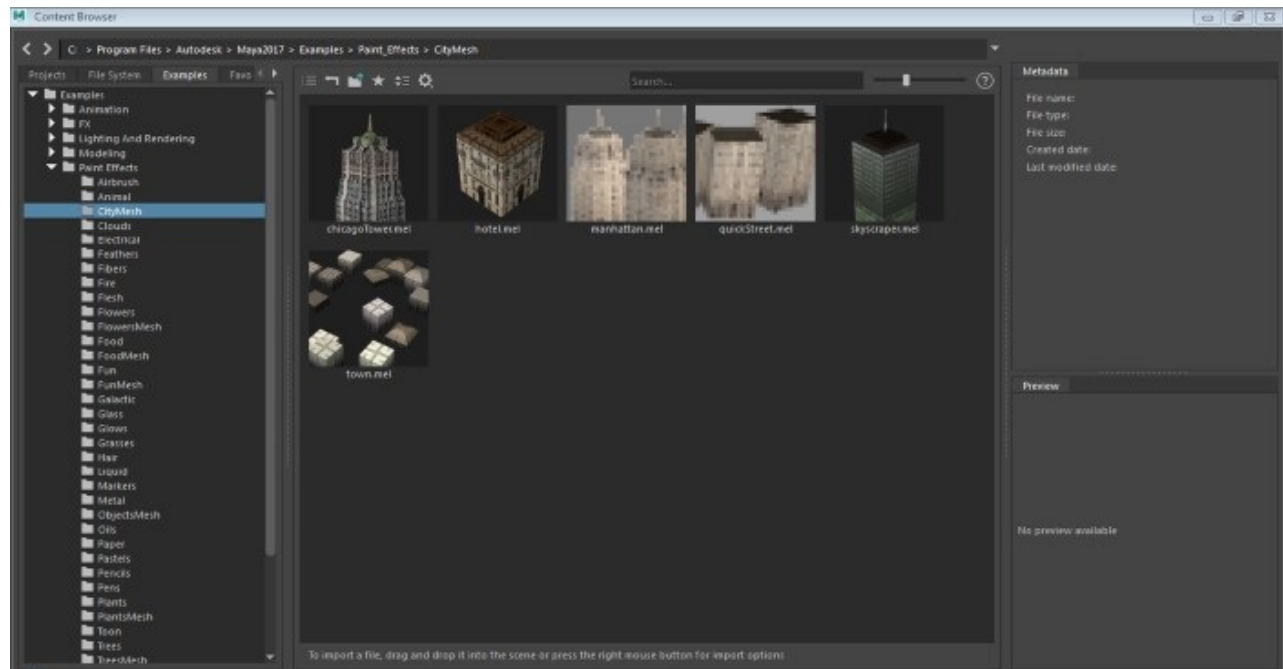 Content Browser
C: > Program Files > Autodesk > Maya2017 > Examples > Paint_Effects > CityMesh
Projects File System Examples Favo
Examples
Animation
FX
Lighting And Rendering
Modeling
Paint Effects
Airbrush
Animal
CityMesh
Clouds
Electrical
Feathers
Fibers
Fire
Flesh
Flowers
FlowersMesh
Food
FoodMesh
Fun
FunMesh
Galactic
Glass
Glows
Grasses
Hair
Liquid
Markers
Metal
ObjectsMesh
Oils
Paper
Pastels
Pencils
Pens
Plants
PlantsMesh
Toon
Trees
TreesMesh
Search...
chicagoTower.mel hotel.mel manhattan.mel quickStreet.mel skyscraper.mel
town.mel
To import a file, drag and drop it into the scene or press the right mouse button for import options
Metadata
File name:
File type:
File size:
Created date:
Last modified date:
Preview
No preview available